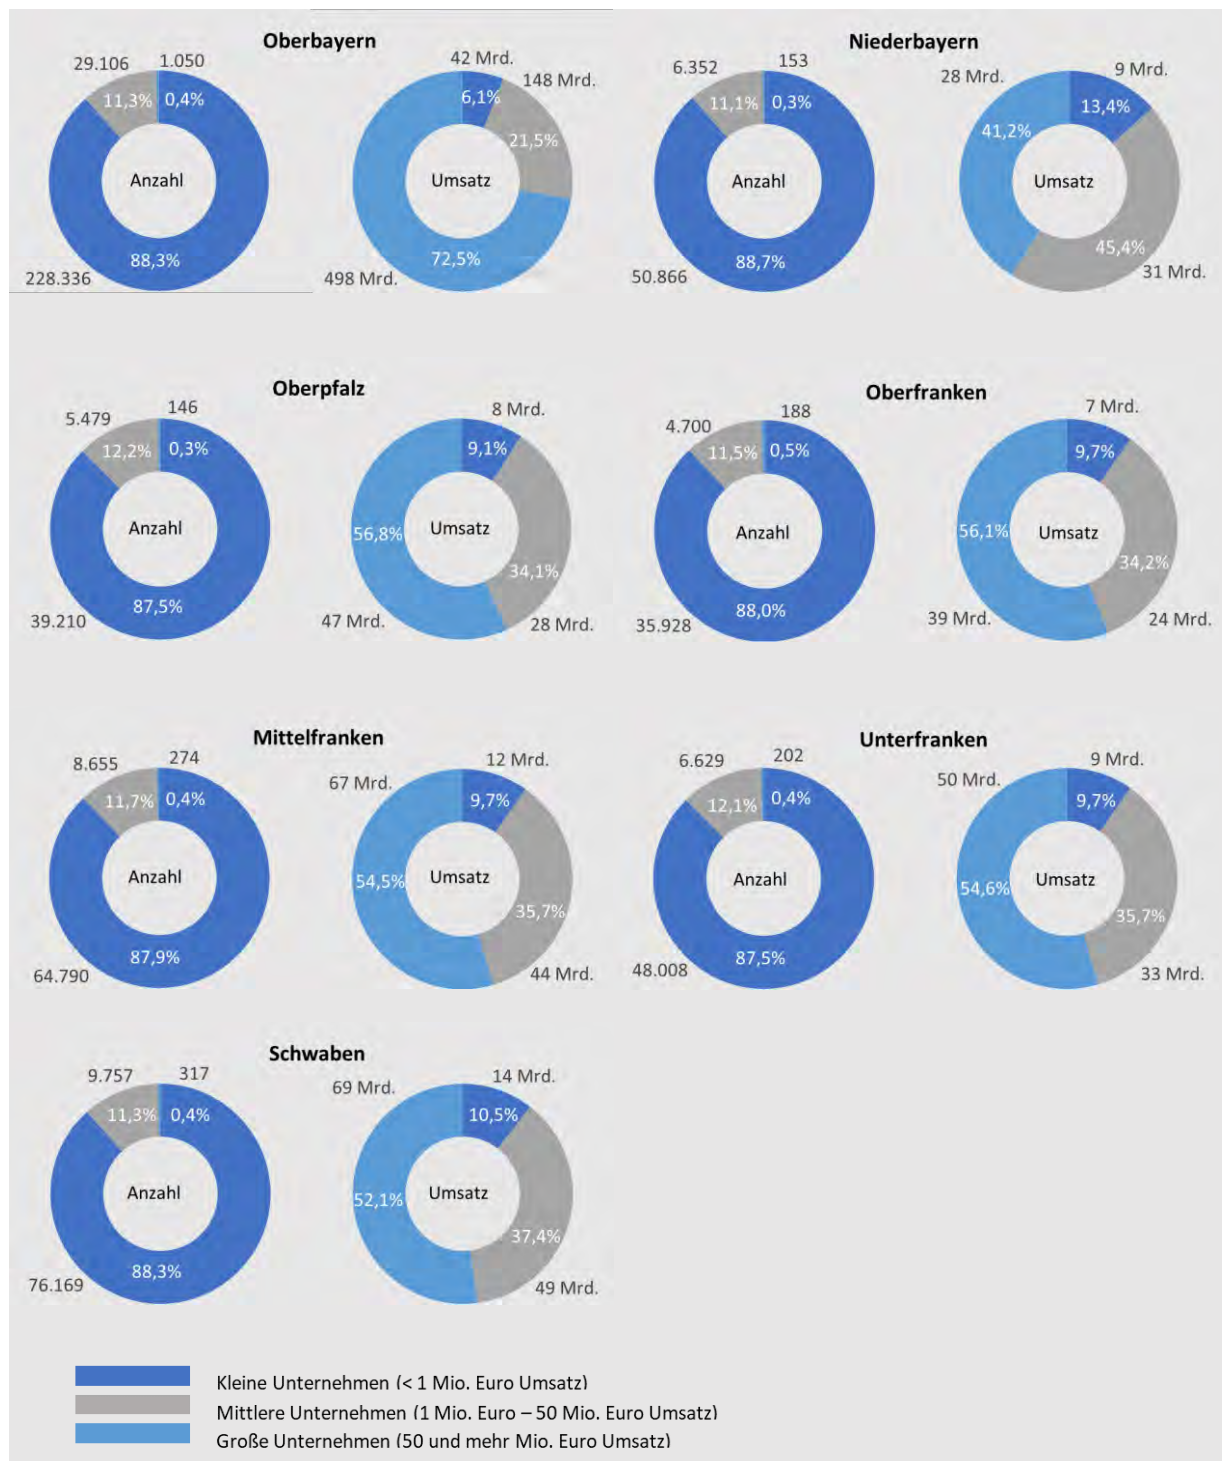 Oberbayern
29.106
1.050
11,3%
0,4%
Anzahl
88,3%
228.336
42 Mrd.
148 Mrd.
6,1%
21,5%
Umsatz
72,5%
498 Mrd.
Niederbayern
6.352
153
11,1%
0,3%
Anzahl
88,7%
50.866
28 Mrd.
9 Mrd.
13,4%
41,2%
Umsatz
45,4%
31 Mrd.
Oberpfalz
5.479
146
12,2%
0,3%
Anzahl
87,5%
39.210
8 Mrd.
9,1%
56,8%
Umsatz
34,1%
47 Mrd.
28 Mrd.
Oberfranken
4.700
188
11,5%
0,5%
Anzahl
88,0%
35.928
7 Mrd.
9,7%
56,1%
Umsatz
34,2%
39 Mrd.
24 Mrd.
Mittelfranken
8.655
274
11,7%
0,4%
Anzahl
87,9%
64.790
67 Mrd.
12 Mrd.
9,7%
54,5%
Umsatz
35,7%
44 Mrd.
Unterfranken
6.629
202
12,1%
0,4%
Anzahl
87,5%
48.008
50 Mrd.
9 Mrd.
9,7%
54,6%
Umsatz
35,7%
33 Mrd.
Schwaben
9.757
317
11,3%
0,4%
Anzahl
88,3%
76.169
69 Mrd.
14 Mrd.
10,5%
52,1%
Umsatz
37,4%
49 Mrd.
Kleine Unternehmen (< 1 Mio. Euro Umsatz)
Mittlere Unternehmen (1 Mio. Euro – 50 Mio. Euro Umsatz)
Große Unternehmen (50 und mehr Mio. Euro Umsatz)